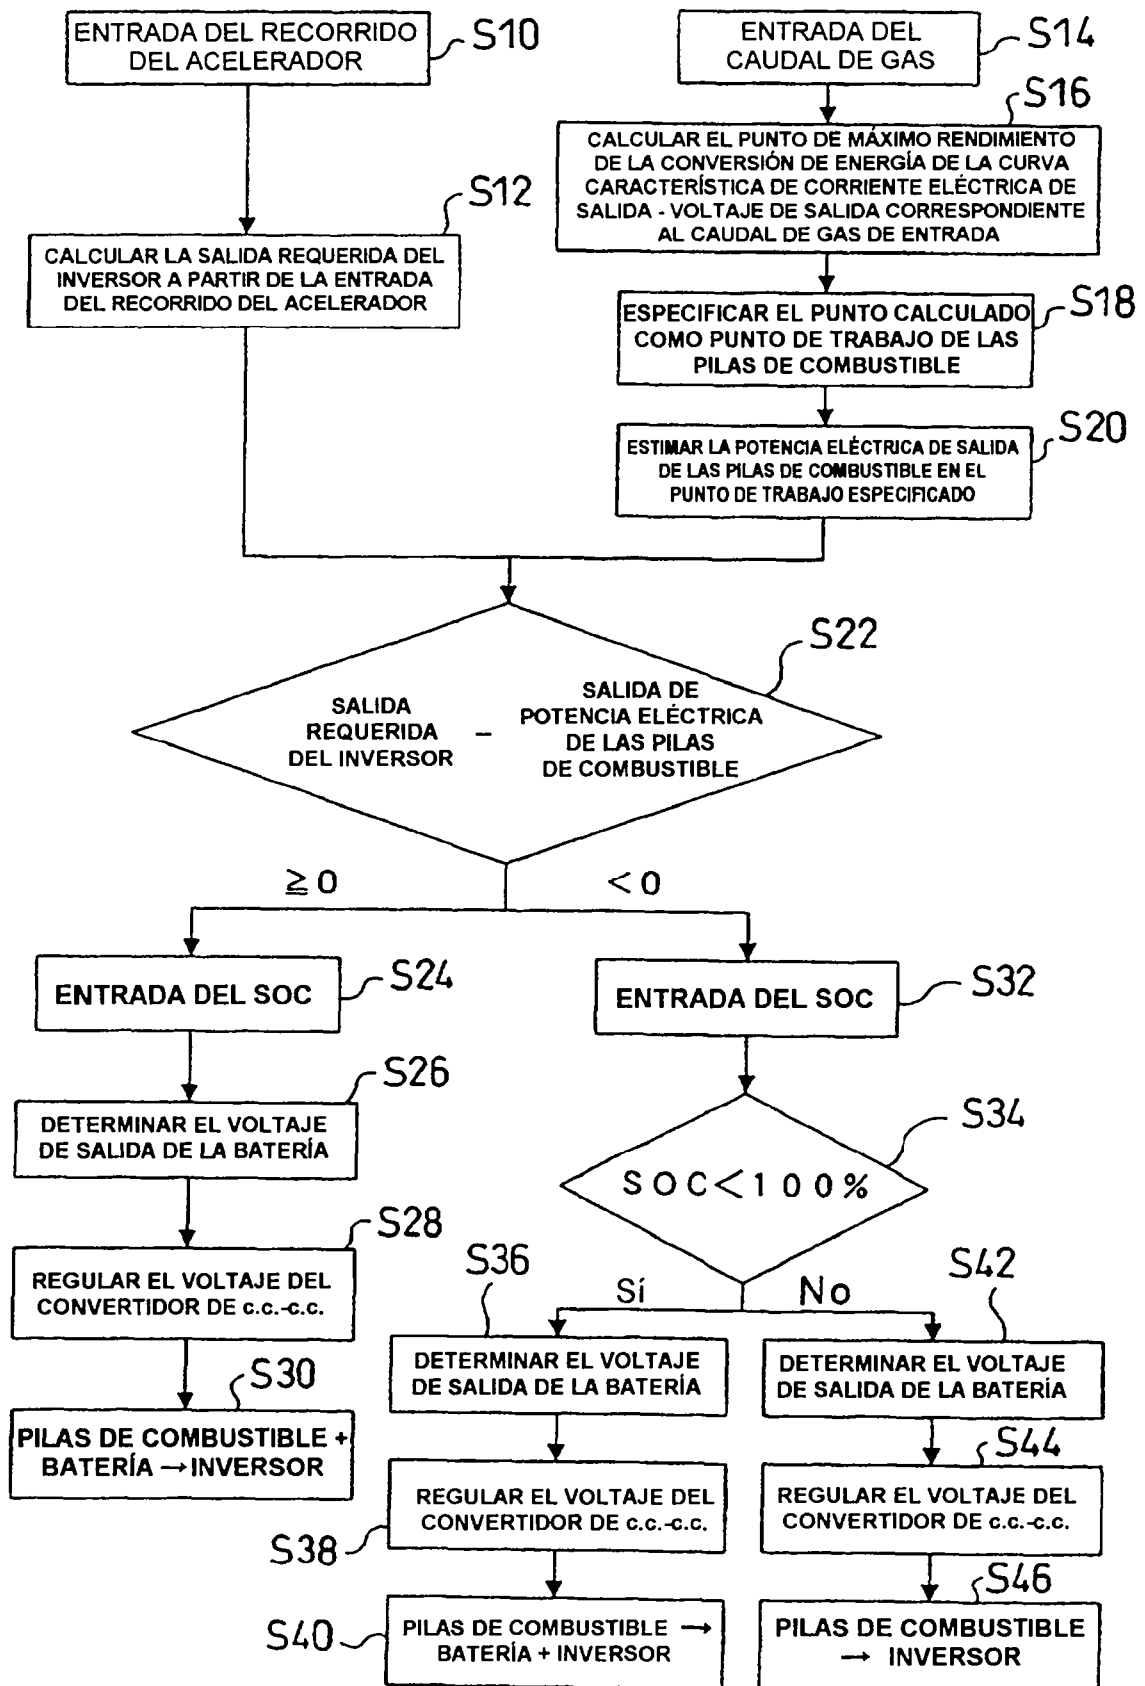 ENTRADA DEL RECORRIDO
DEL ACELERADOR
S10
ENTRADA DEL
CAUDAL DE GAS
S14
S16
CALCULAR EL PUNTO DE MÁXIMO RENDIMIENTO
DE LA CONVERSIÓN DE ENERGÍA DE LA CURVA
CARACTERÍSTICA DE CORRIENTE ELÉCTRICA DE
SALIDA - VOLTAJE DE SALIDA CORRESPONDIENTE
AL CAUDAL DE GAS DE ENTRADA
S12
CALCULAR LA SALIDA REQUERIDA DEL
INVERSOR A PARTIR DE LA ENTRADA
DEL RECORRIDO DEL ACELERADOR
S18
ESPECIFICAR EL PUNTO CALCULADO
COMO PUNTO DE TRABAJO DE LAS
PILAS DE COMBUSTIBLE
S20
ESTIMAR LA POTENCIA ELÉCTRICA DE SALIDA
DE LAS PILAS DE COMBUSTIBLE EN EL
PUNTO DE TRABAJO ESPECIFICADO
S22
SALIDA
REQUERIDA
DEL INVERSOR
–
SALIDA DE
POTENCIA ELÉCTRICA
DE LAS PILAS
DE COMBUSTIBLE
≧0
<0
ENTRADA DEL SOC
S24
ENTRADA DEL SOC
S32
S26
DETERMINAR EL VOLTAJE
DE SALIDA DE LA BATERÍA
S34
SOC<100%
S28
REGULAR EL VOLTAJE DEL
CONVERTIDOR DE c.c.-c.c.
S36
Sí
No
S42
DETERMINAR EL VOLTAJE
DE SALIDA DE LA BATERÍA
DETERMINAR EL VOLTAJE
DE SALIDA DE LA BATERÍA
S30
PILAS DE COMBUSTIBLE +
BATERÍA → INVERSOR
S44
REGULAR EL VOLTAJE DEL
CONVERTIDOR DE c.c.-c.c.
S38
REGULAR EL VOLTAJE DEL
CONVERTIDOR DE c.c.-c.c.
S46
S40
PILAS DE COMBUSTIBLE →
BATERÍA + INVERSOR
PILAS DE COMBUSTIBLE
→ INVERSOR